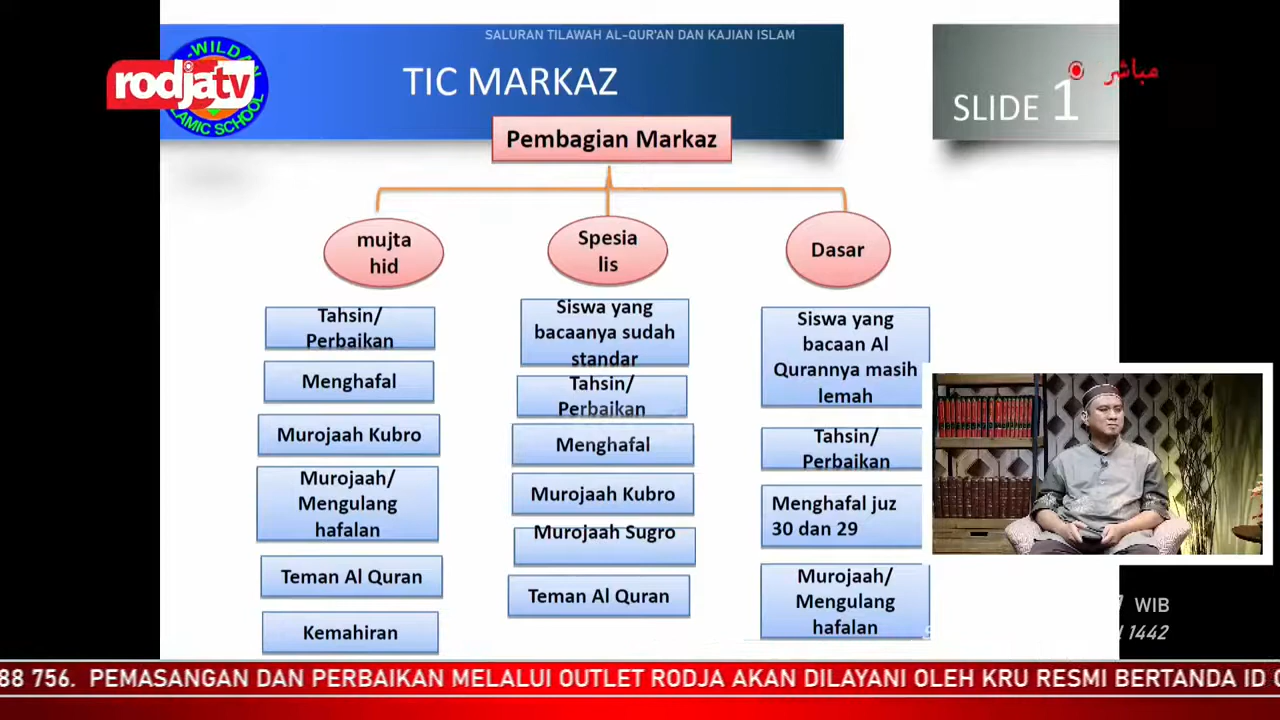 SALURAN TILAWAH AL-QUR'AN DAN KAJIAN ISLAM
-WILDAN
ISLAMIC SCHOOL
rodjatv
TIC MARKAZ
SLIDE 1
مباشر
Pembagian Markaz
mujta
hid
Tahsin/
Perbaikan
Menghafal
Murojaah Kubro
Murojaah/
Mengulang
hafalan
Teman Al Quran
Kemahiran
Spesia
lis
Siswa yang
bacaanya sudah
standar
Tahsin/
Perbaikan
Menghafal
Murojaah Kubro
Murojaah Sugro
Teman Al Quran
Dasar
Siswa yang
bacaan Al
Qurannya masih
lemah
Tahsin/
Perbaikan
Menghafal juz
30 dan 29
Murojaah/
Mengulang
hafalan
WIB
1442
88 756. PEMASANGAN DAN PERBAIKAN MELALUI OUTLET RODJA AKAN DILAYANI OLEH KRU RESMI BERTANDA ID